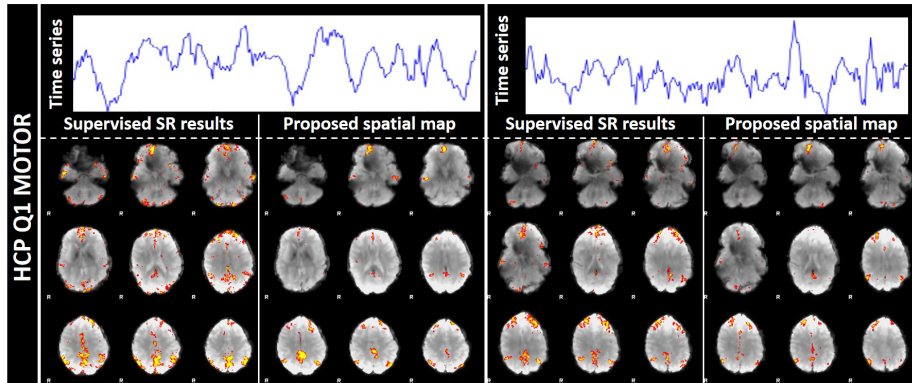 HCP Q1 MOTOR
Time series
Time series
Supervised SR results
Proposed spatial map
Supervised SR results
Proposed spatial map
R R R R R R R R R R R R
R R R R R R R R R R R R